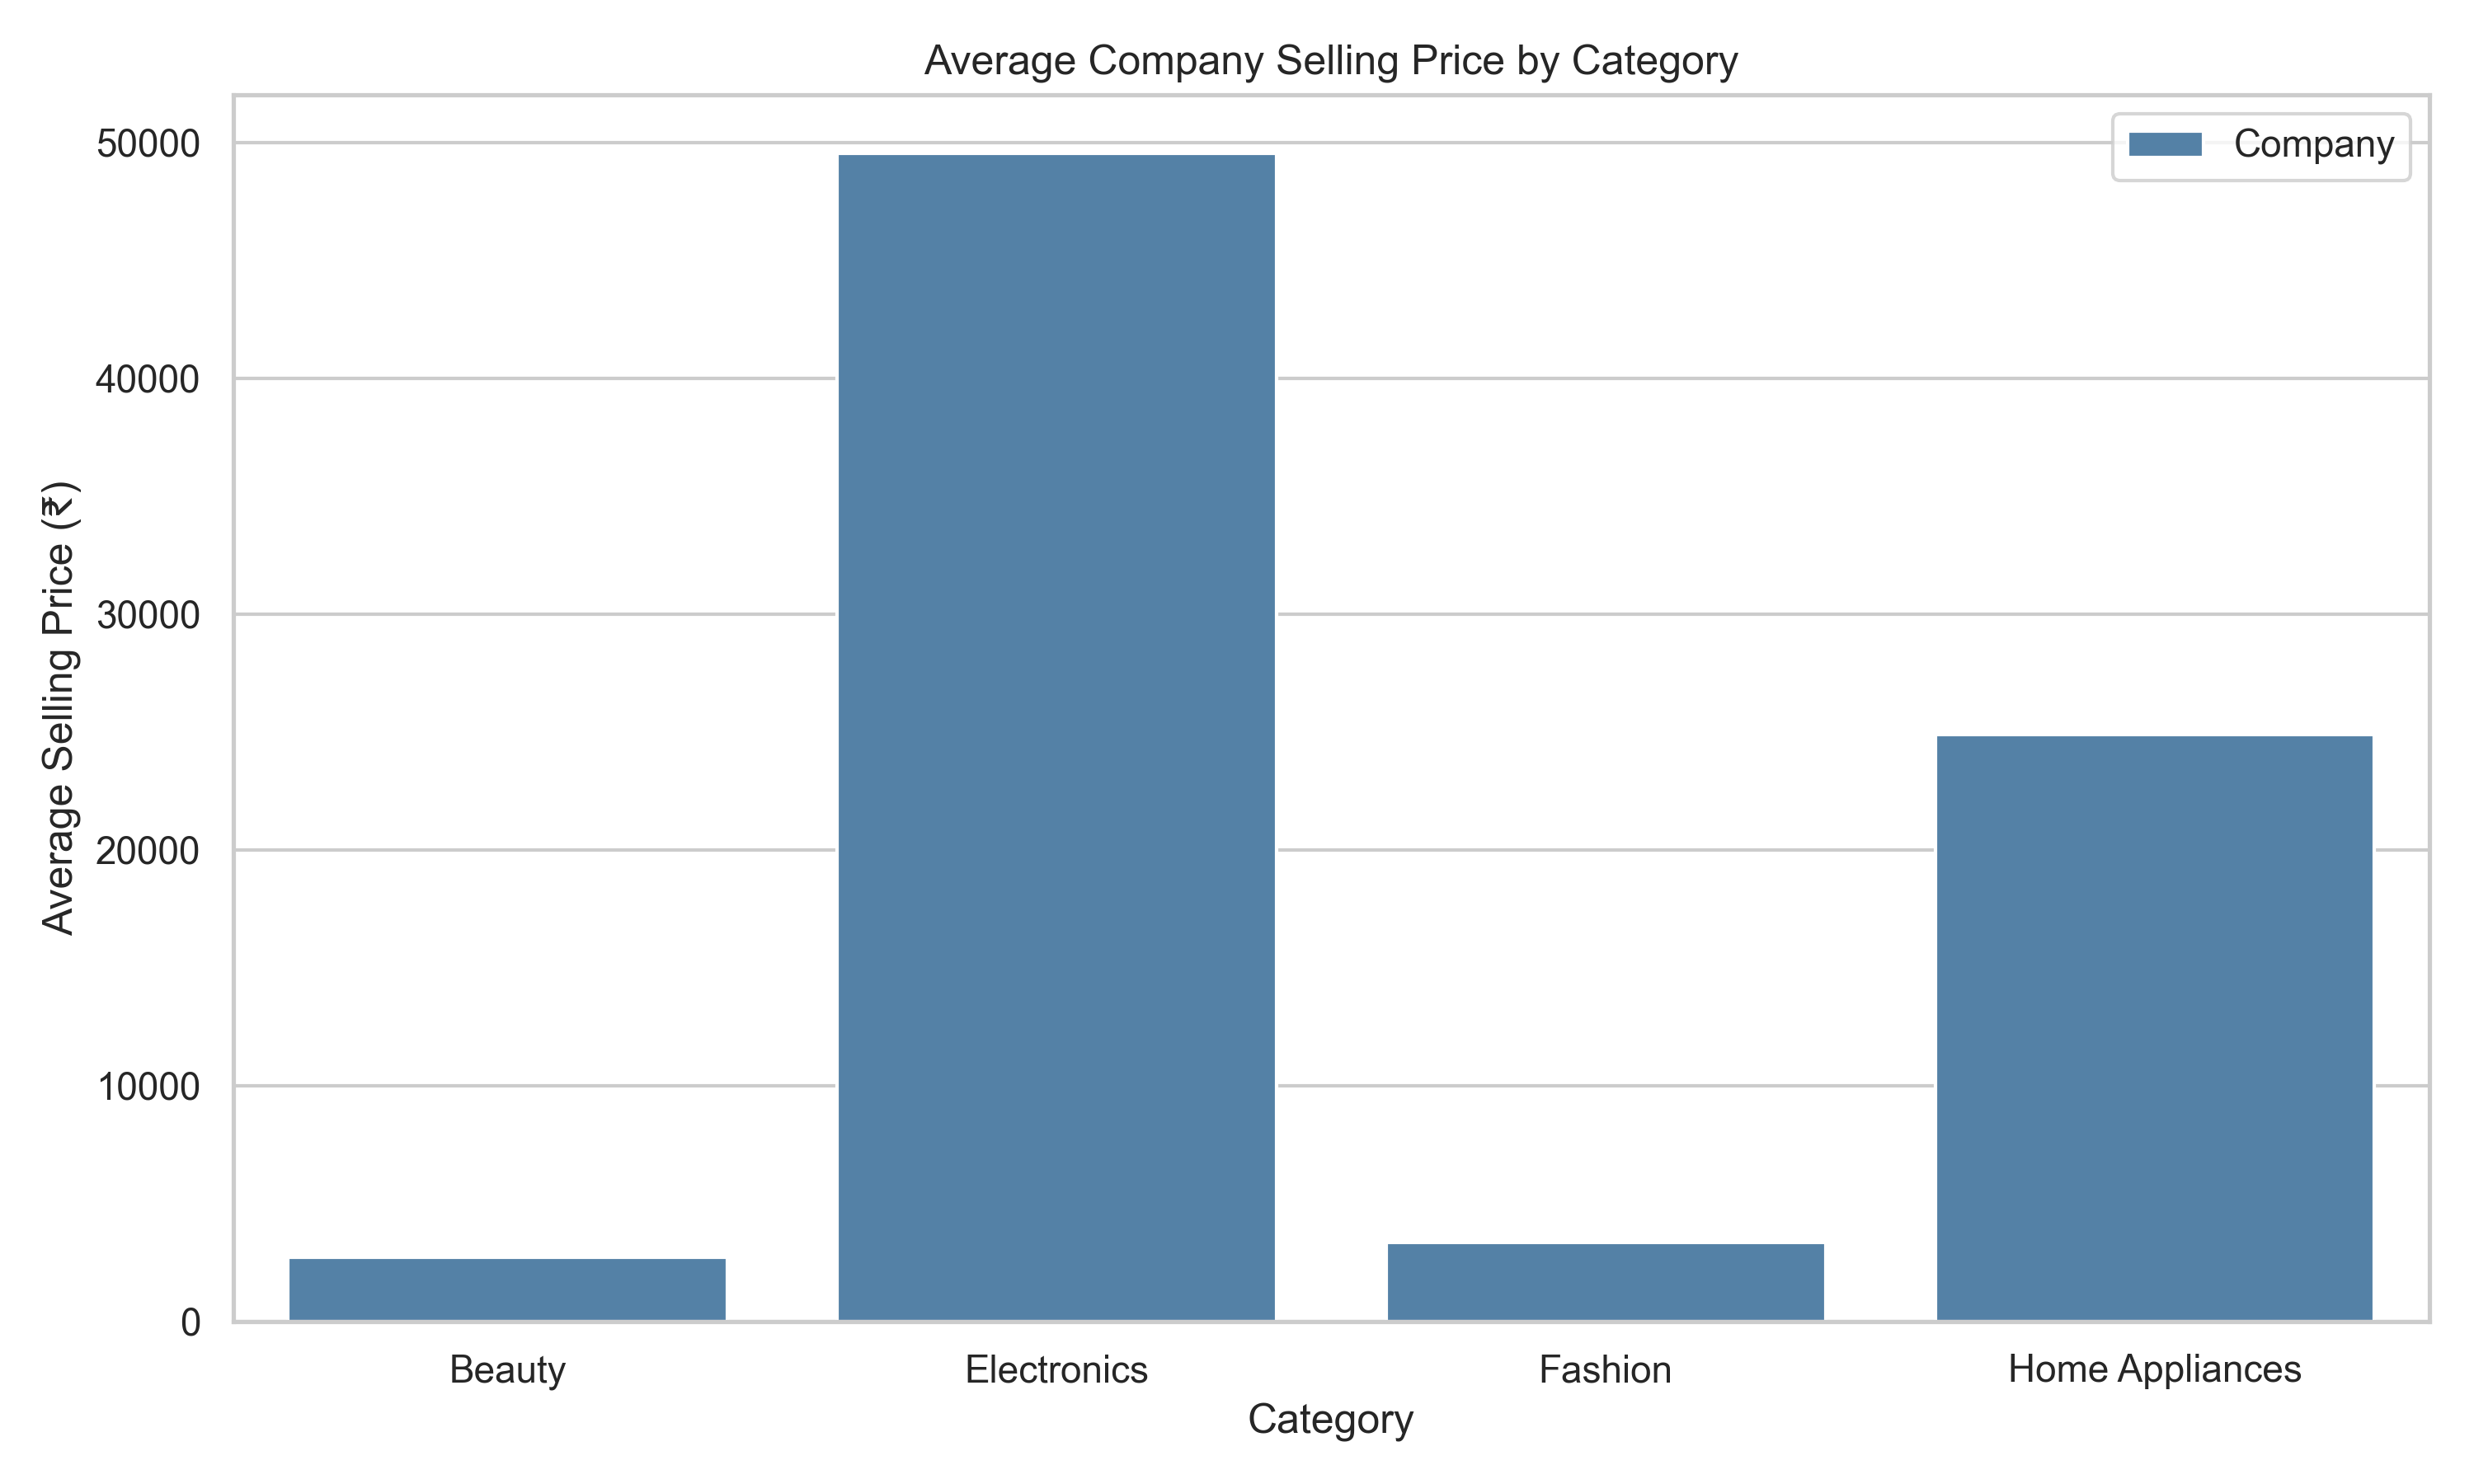 Average Company Selling Price by Category
Company
Average Selling Price (₹)
50000
40000
30000
20000
10000
0
Beauty
Electronics
Fashion
Home Appliances
Category